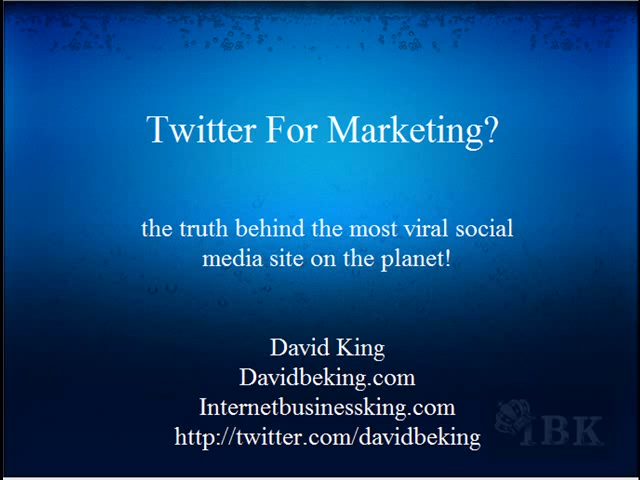 Twitter For Marketing?
the truth behind the most viral social
media site on the planet!
David King
Davidbeking.com
Internetbusinessking.com
http://twitter.com/davidbeking
IBK